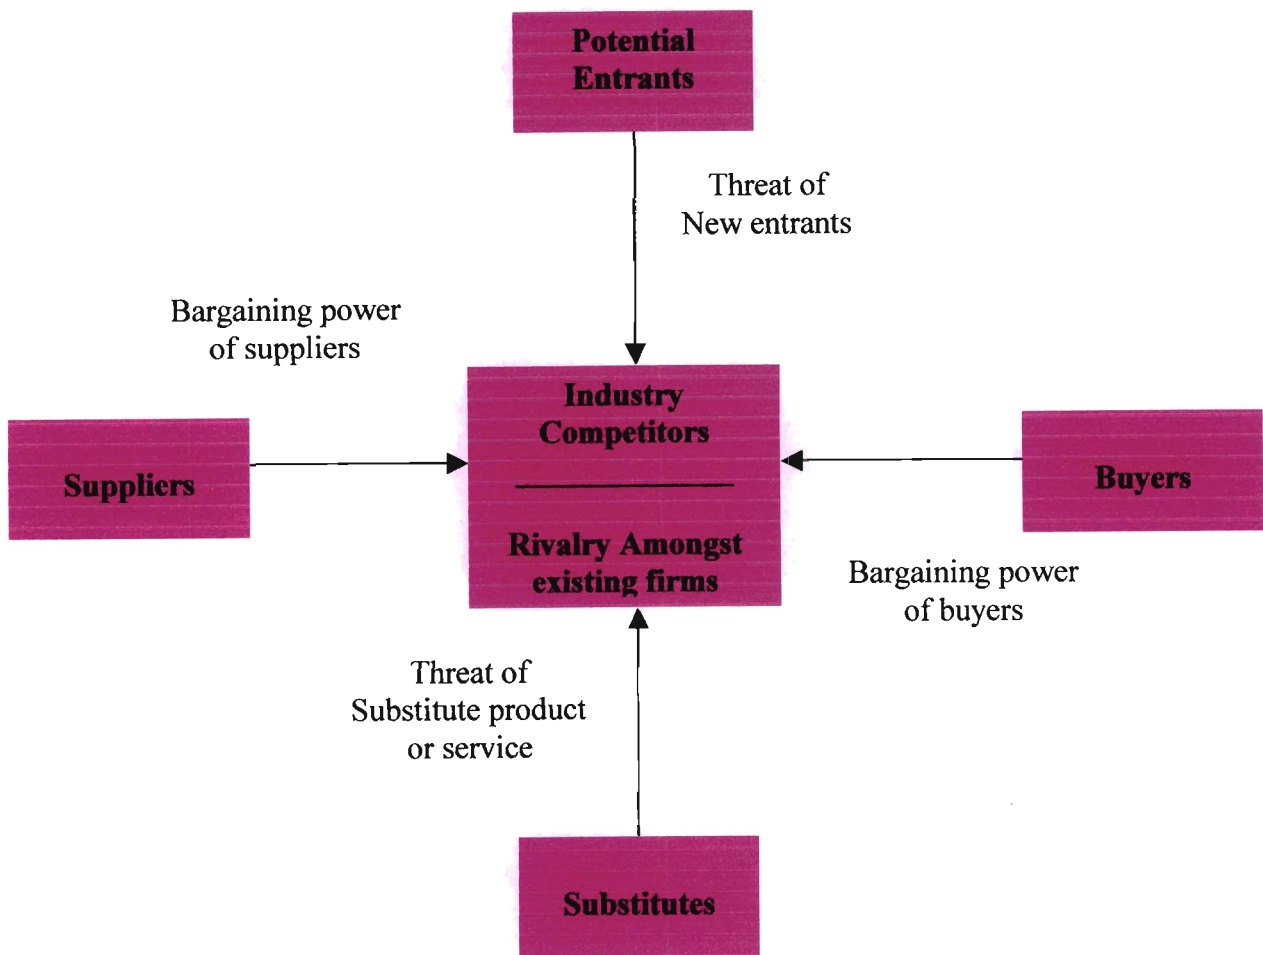 Potential
Entrants
Threat of
New entrants
Bargaining power
of suppliers
Industry
Competitors
Suppliers
Buyers
Rivalry Amongst
existing firms
Bargaining power
of buyers
Threat of
Substitute product
or service
Substitutes